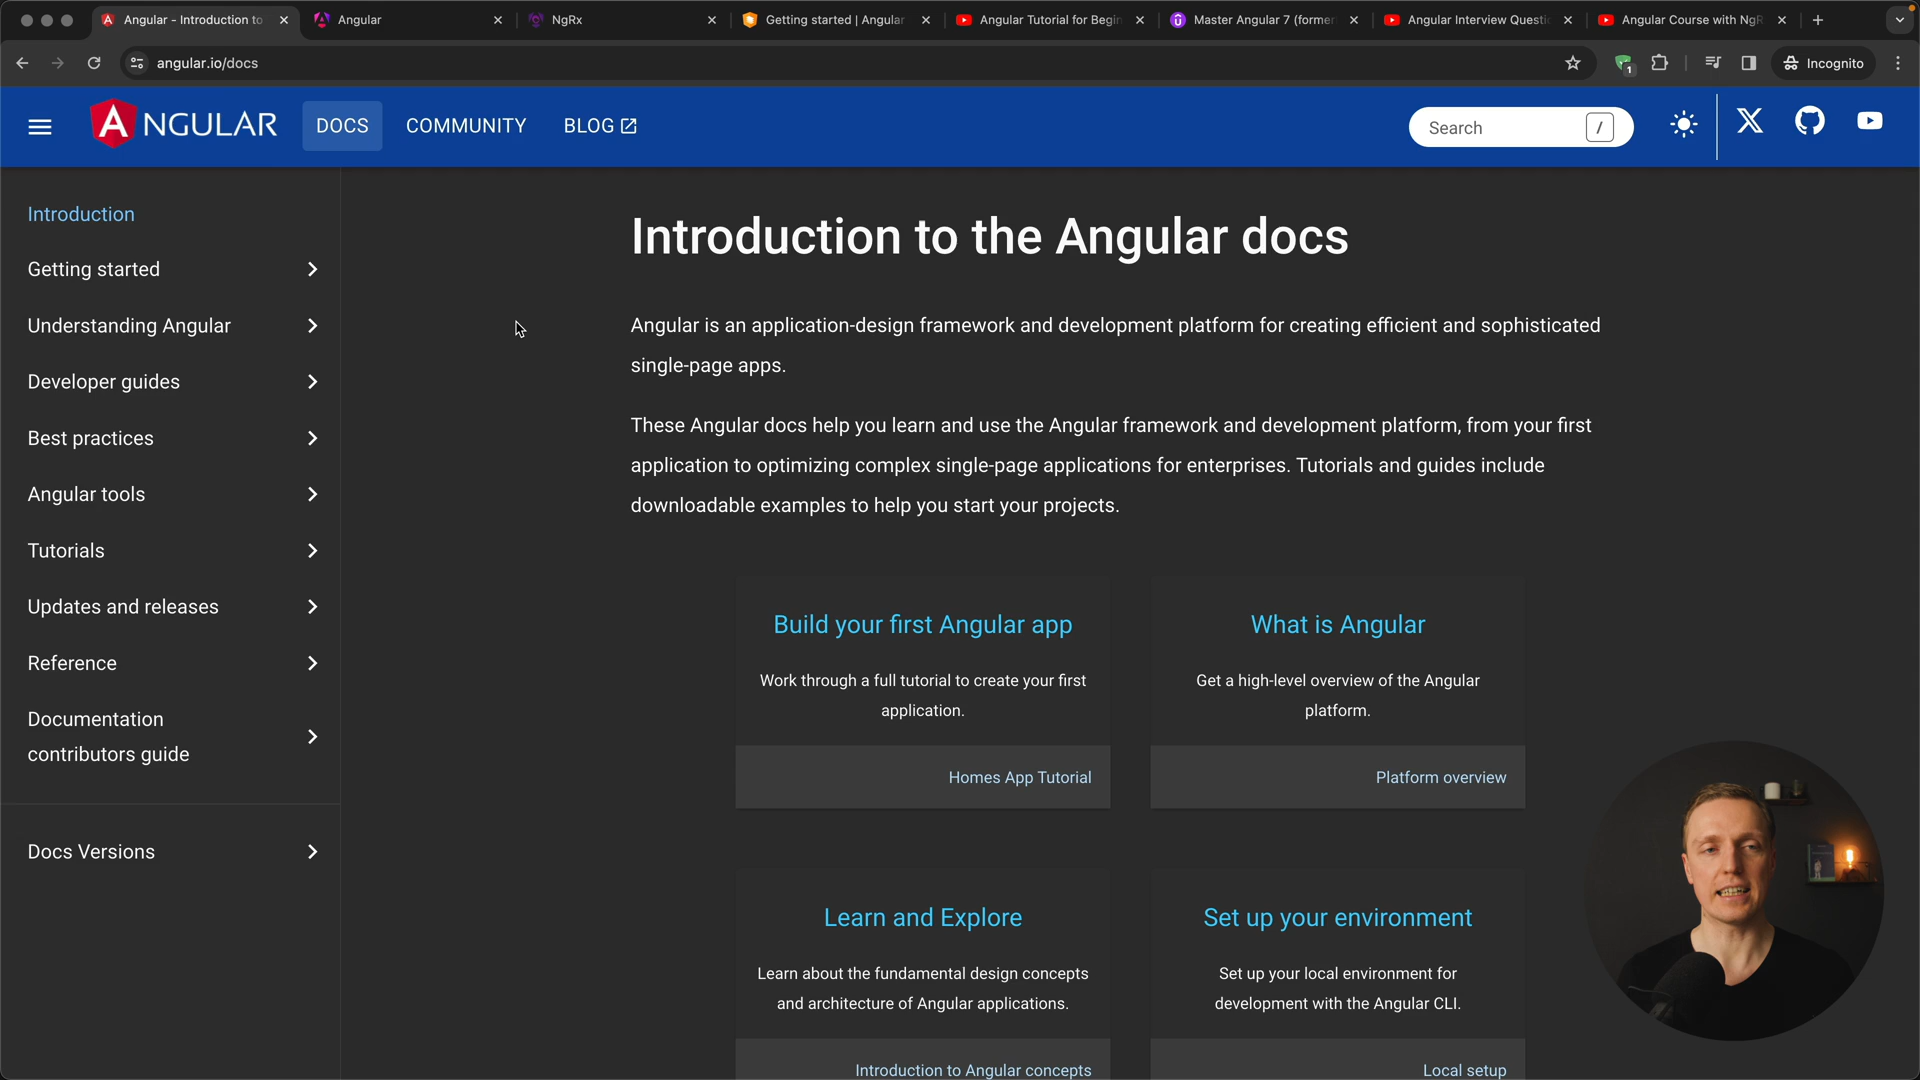 Angular - Introduction to
Angular
NgRx
Getting started | Angular
Angular Tutorial for Begin
Master Angular 7 (former
Angular Interview Questio
Angular Course with NgR
angular.io/docs
1
Incognito
ANGULAR
DOCS
COMMUNITY
BLOG
Search
/
Introduction
Getting started
Understanding Angular
Developer guides
Best practices
Angular tools
Tutorials
Updates and releases
Reference
Documentation
contributors guide
Docs Versions
Introduction to the Angular docs
Angular is an application-design framework and development platform for creating efficient and sophisticated
single-page apps.
These Angular docs help you learn and use the Angular framework and development platform, from your first
application to optimizing complex single-page applications for enterprises. Tutorials and guides include
downloadable examples to help you start your projects.
Build your first Angular app
Work through a full tutorial to create your first
application.
Homes App Tutorial
What is Angular
Get a high-level overview of the Angular
platform.
Platform overview
Learn and Explore
Learn about the fundamental design concepts
and architecture of Angular applications.
Introduction to Angular concepts
Set up your environment
Set up your local environment for
development with the Angular CLI.
Local setup